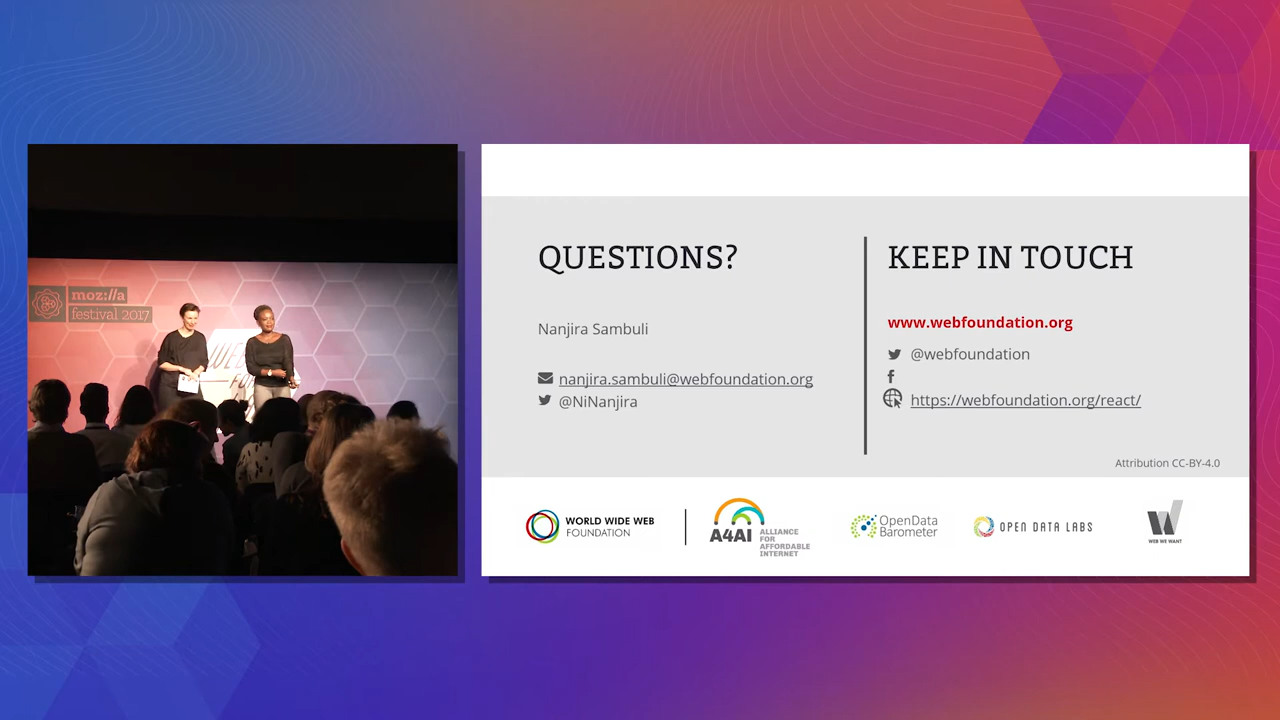 moz://a
festival 2017
QUESTIONS?
Nanjira Sambuli
nanjira.sambuli@webfoundation.org
@NiNanjira
KEEP IN TOUCH
www.webfoundation.org
@webfoundation
https://webfoundation.org/react/
Attribution CC-BY-4.0
WORLD WIDE WEB
FOUNDATION
A4AI
ALLIANCE
FOR
AFFORDABLE
INTERNET
OpenData
Barometer
OPEN DATA LABS
WEB WE WANT